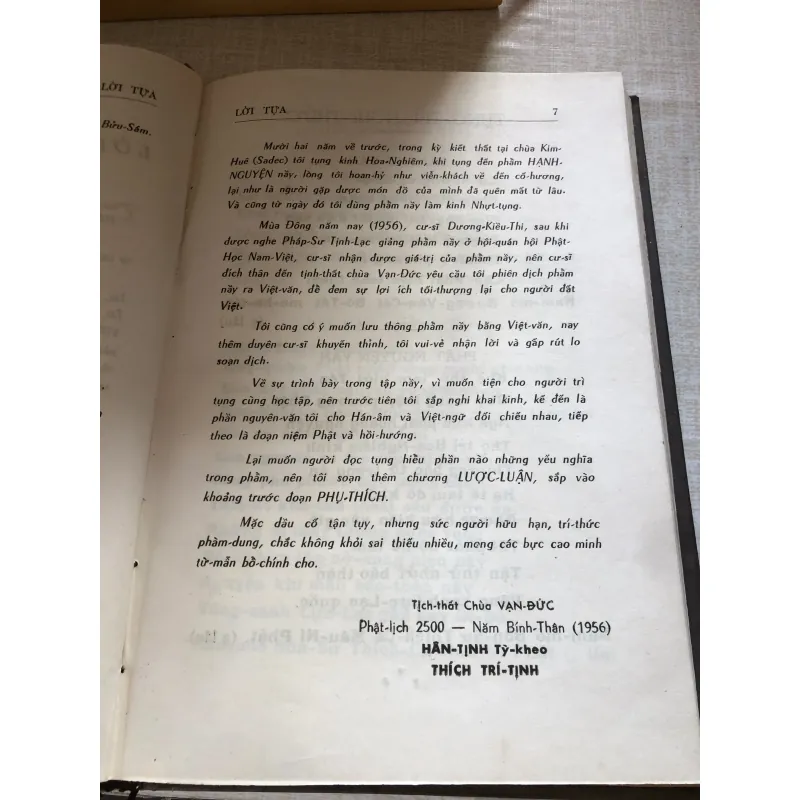 LỜI TỰA
Bửu-Sám.
LỜI TỰA 7
Mười hai năm về trước, trong kỳ kiết thất tại chùa Kim-
Huê (Sadec) tôi tụng kinh Hoa-Nghiêm, khi tụng đến phẩm HẠNH-
NGUYỆN nầy, lòng tôi hoan-hỷ như viễn-khách về đến cố-hương,
lại như là người gặp được món đồ của mình đã quên mất từ lâu.
Và cũng từ ngày đó tôi dùng phẩm nầy làm kinh Nhựt-tụng.
Mùa Đông năm nay (1956), cư-sĩ Dương-Kiều-Thi, sau khi
được nghe Pháp-Sư Tịnh-Lạc giảng phẩm nầy ở hội-quán hội Phật-
Học Nam-Việt, cư-sĩ nhận được giá-trị của phẩm nầy, nên cư-sĩ
đích thân đến tịnh-thất chùa Vạn-Đức yêu cầu tôi phiên dịch phẩm
nầy ra Việt-văn, để đem sự lợi ích tối-thượng lại cho người đất
Việt.
Tôi cũng có ý muốn lưu thông phẩm nầy bằng Việt-văn, nay
thêm duyên cư-sĩ khuyến thỉnh, tôi vui-vẻ nhận lời và gấp rút lo
soạn dịch.
Về sự trình bày trong tập nầy, vì muốn tiện cho người trì
tụng cùng học tập, nên trước tiên tôi sắp nghi khai kinh, kế đến là
phần nguyên-văn tôi cho Hán-âm và Việt-ngữ đối chiếu nhau, tiếp
theo là đoạn niệm Phật và hồi-hướng.
Lại muốn người đọc tụng hiểu phần nào những yếu nghĩa
trong phẩm, nên tôi soạn thêm chương LƯỢC-LUẬN, sắp vào
khoảng trước đoạn PHỤ-THÍCH.
Mặc dầu cố tận tụy, nhưng sức người hữu hạn, trí-thức
phàm-dung, chắc không khỏi sai thiếu nhiều, mong các bực cao minh
từ-mẫn bổ-chính cho.
Tịch-thất Chùa VẠN-ĐỨC
Phật-lịch 2500 — Năm Bính-Thân (1956)
HÂN-TỊNH Tỳ-kheo
THÍCH TRÍ-TỊNH